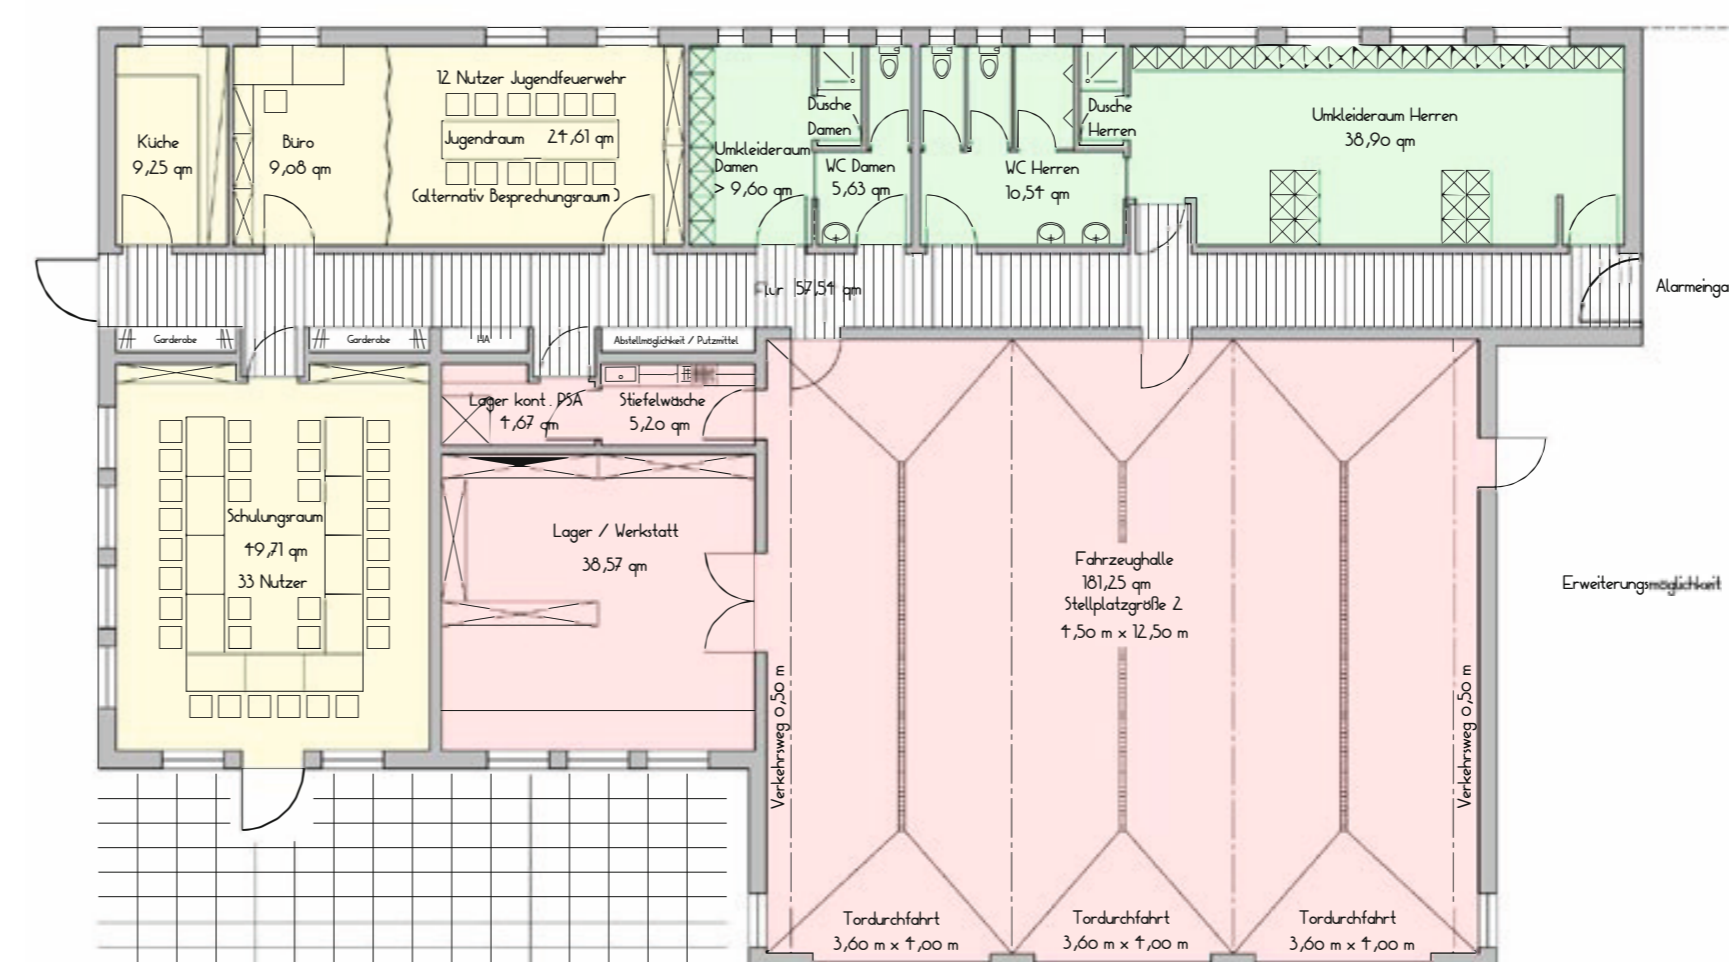 12 Nutzer Jugendfeuerwehr
Jugendraum 24,61 qm
(alternativ Besprechungsraum)
Küche
9,25 qm
Büro
9,08 qm
Umkleideraum
Damen
> 9,60 qm
Dusche
Damen
WC Damen
5,63 qm
WC Herren
10,54 qm
Dusche
Herren
Umkleideraum Herren
38,90 qm
Flur 57,54 qm
Alarmeinga
Garderobe
Garderobe
Abstellmöglichkeit / Putzmittel
Lager kont. PSA
4,67 qm
Stiefelwäsche
5,20 qm
Schulungsraum
49,71 qm
33 Nutzer
Lager / Werkstatt
38,57 qm
Fahrzeughalle
181,25 qm
Stellplatzgröße 2
4,50 m x 12,50 m
Erweiterungsmöglichkeit
Verkehrsweg 0,50 m
Verkehrsweg 0,50 m
Tordurchfahrt
3,60 m x 4,00 m
Tordurchfahrt
3,60 m x 4,00 m
Tordurchfahrt
3,60 m x 4,00 m